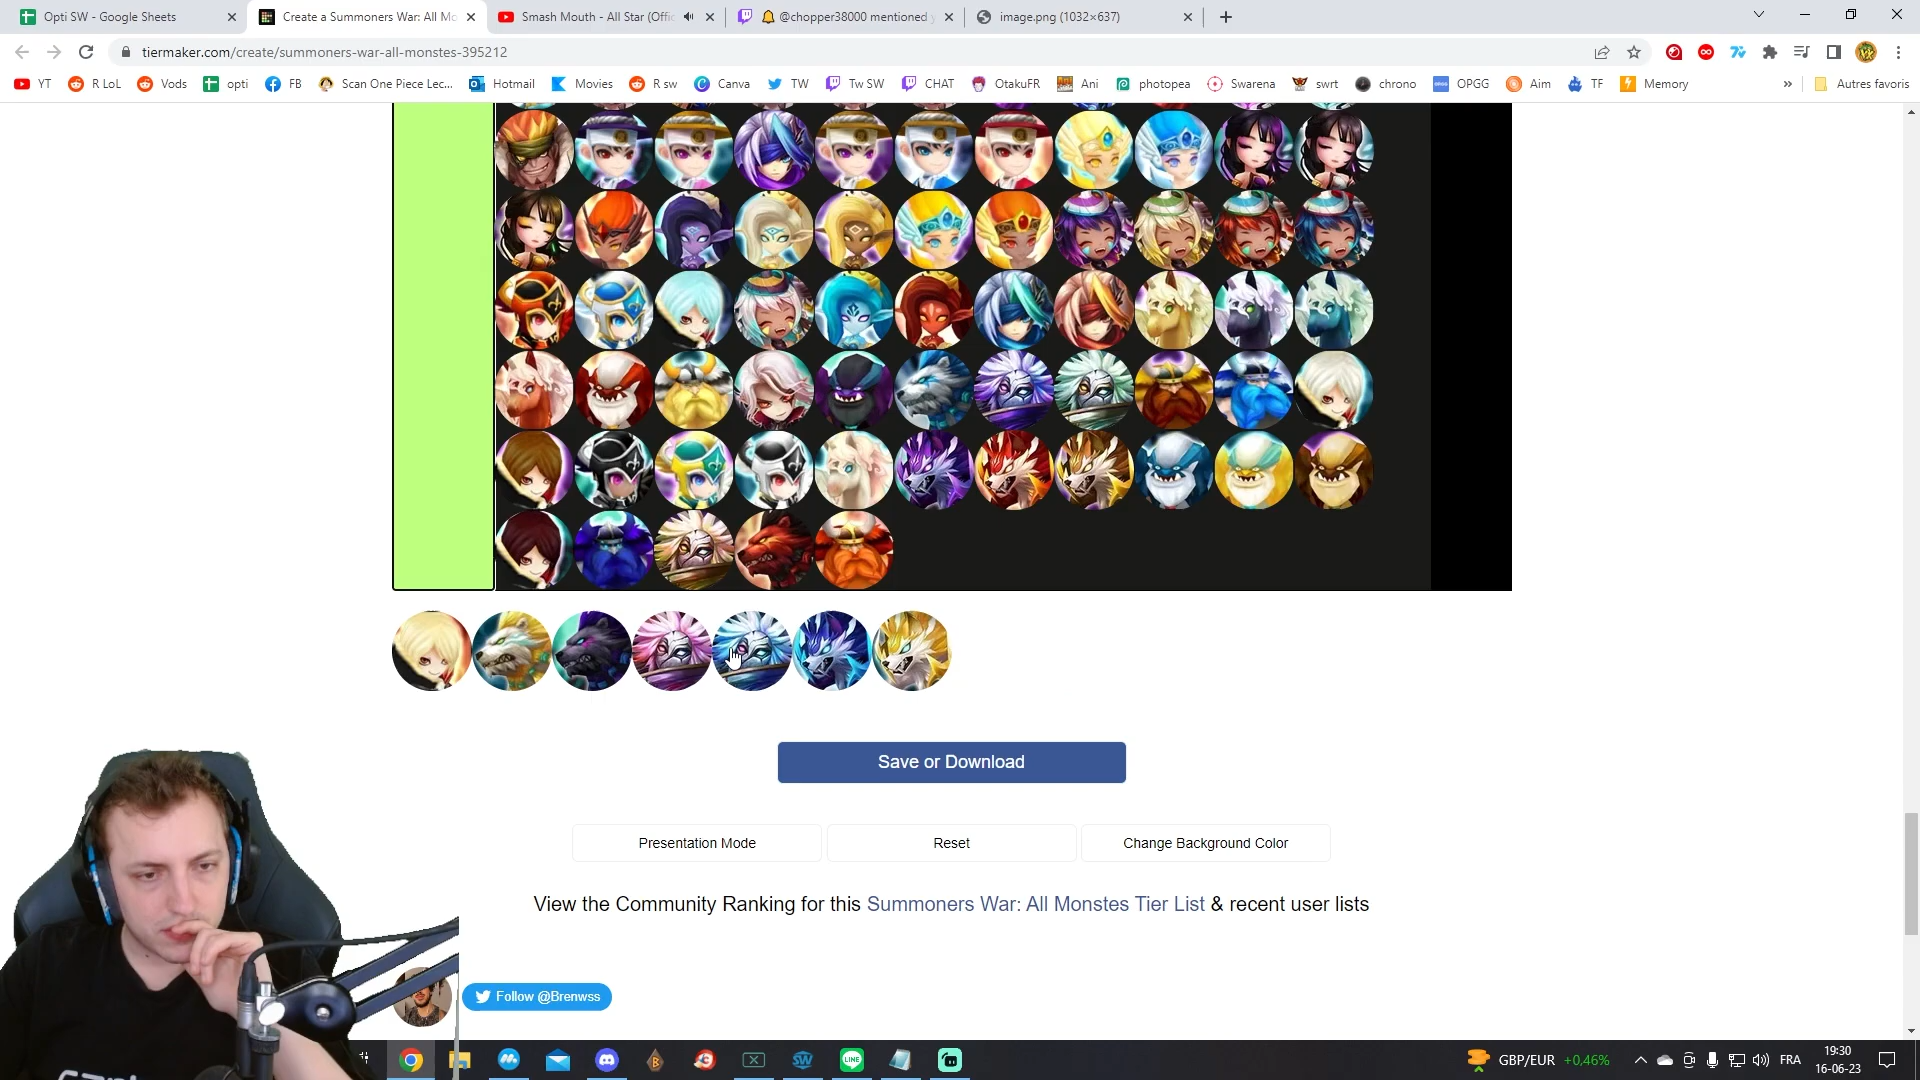 Opti SW - Google Sheets
Create a Summoners War: All Mo
Smash Mouth - All Star (Offic
@chopper38000 mentioned y
image.png (1032×637)
tiermaker.com/create/summoners-war-all-monstes-395212
YT
R LoL
Vods
opti
FB
Scan One Piece Lec...
Hotmail
Movies
R sw
Canva
TW
Tw SW
CHAT
OtakuFR
Ani
photopea
Swarena
swrt
chrono
OPGG
Aim
TF
Memory
»
Autres favoris
Save or Download
Presentation Mode
Reset
Change Background Color
View the Community Ranking for this Summoners War: All Monstes Tier List & recent user lists
Follow @Brenwss
GBP/EUR +0,46%
FRA
19:30
16-06-23